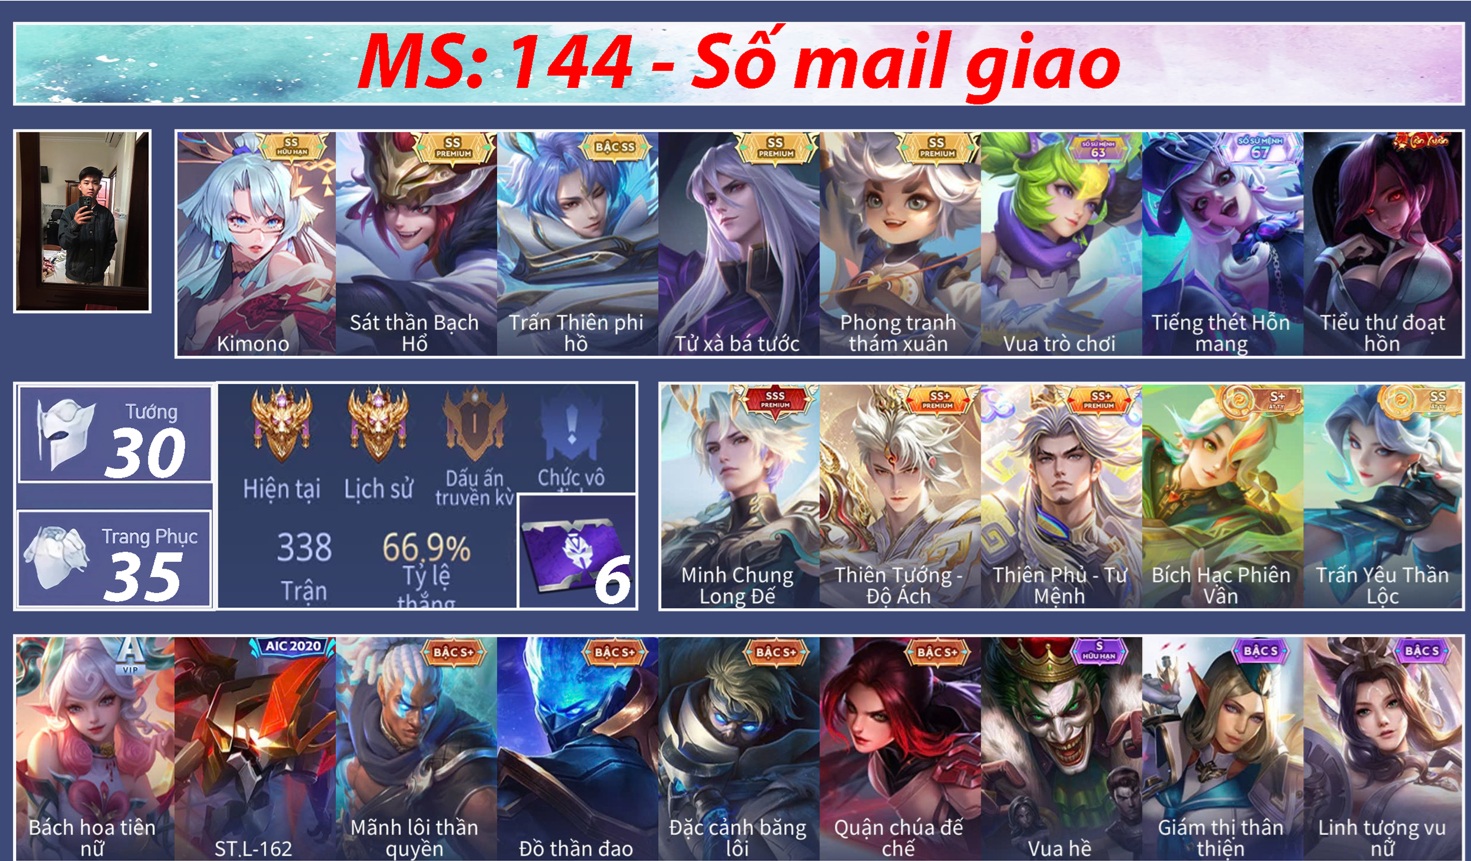 MS: 144 - Số mail giao
SS
HỮU HẠN
Kimono
SS
PREMIUM
Sát thần Bạch
Hổ
BẬC SS
Trấn Thiên phi
hồ
SS
PREMIUM
Tử xà bá tước
SS
PREMIUM
Phong tranh
thám xuân
SỐ SỨ MỆNH
63
Vua trò chơi
SỐ SỨ MỆNH
67
Tiếng thét Hỗn
mang
Tân Xuân
Tiểu thư đoạt
hồn
Tướng
30
Trang Phục
35
Hiện tại
Lịch sử
Dấu ấn
truyền kỳ
Chức vô
338
Trận
66,9%
Tỷ lệ
thắng
6
SSS
PREMIUM
Minh Chung
Long Đế
SS+
PREMIUM
Thiên Tướng -
Độ Ách
SS+
PREMIUM
Thiên Phủ - Tư
Mệnh
S+
Bích Hạc Phiên
Vân
SS
Trấn Yêu Thần
Lộc
A
VIP
Bách hoa tiên
nữ
AIC 2020
ST.L-162
BẬC S+
Mãnh lôi thần
quyền
BẬC S+
Đồ thần đao
BẬC S+
Đặc cảnh băng
lôi
BẬC S+
Quận chúa đế
chế
S
HỮU HẠN
Vua hề
BẬC S
Giám thị thân
thiện
BẬC S
Linh tượng vu
nữ